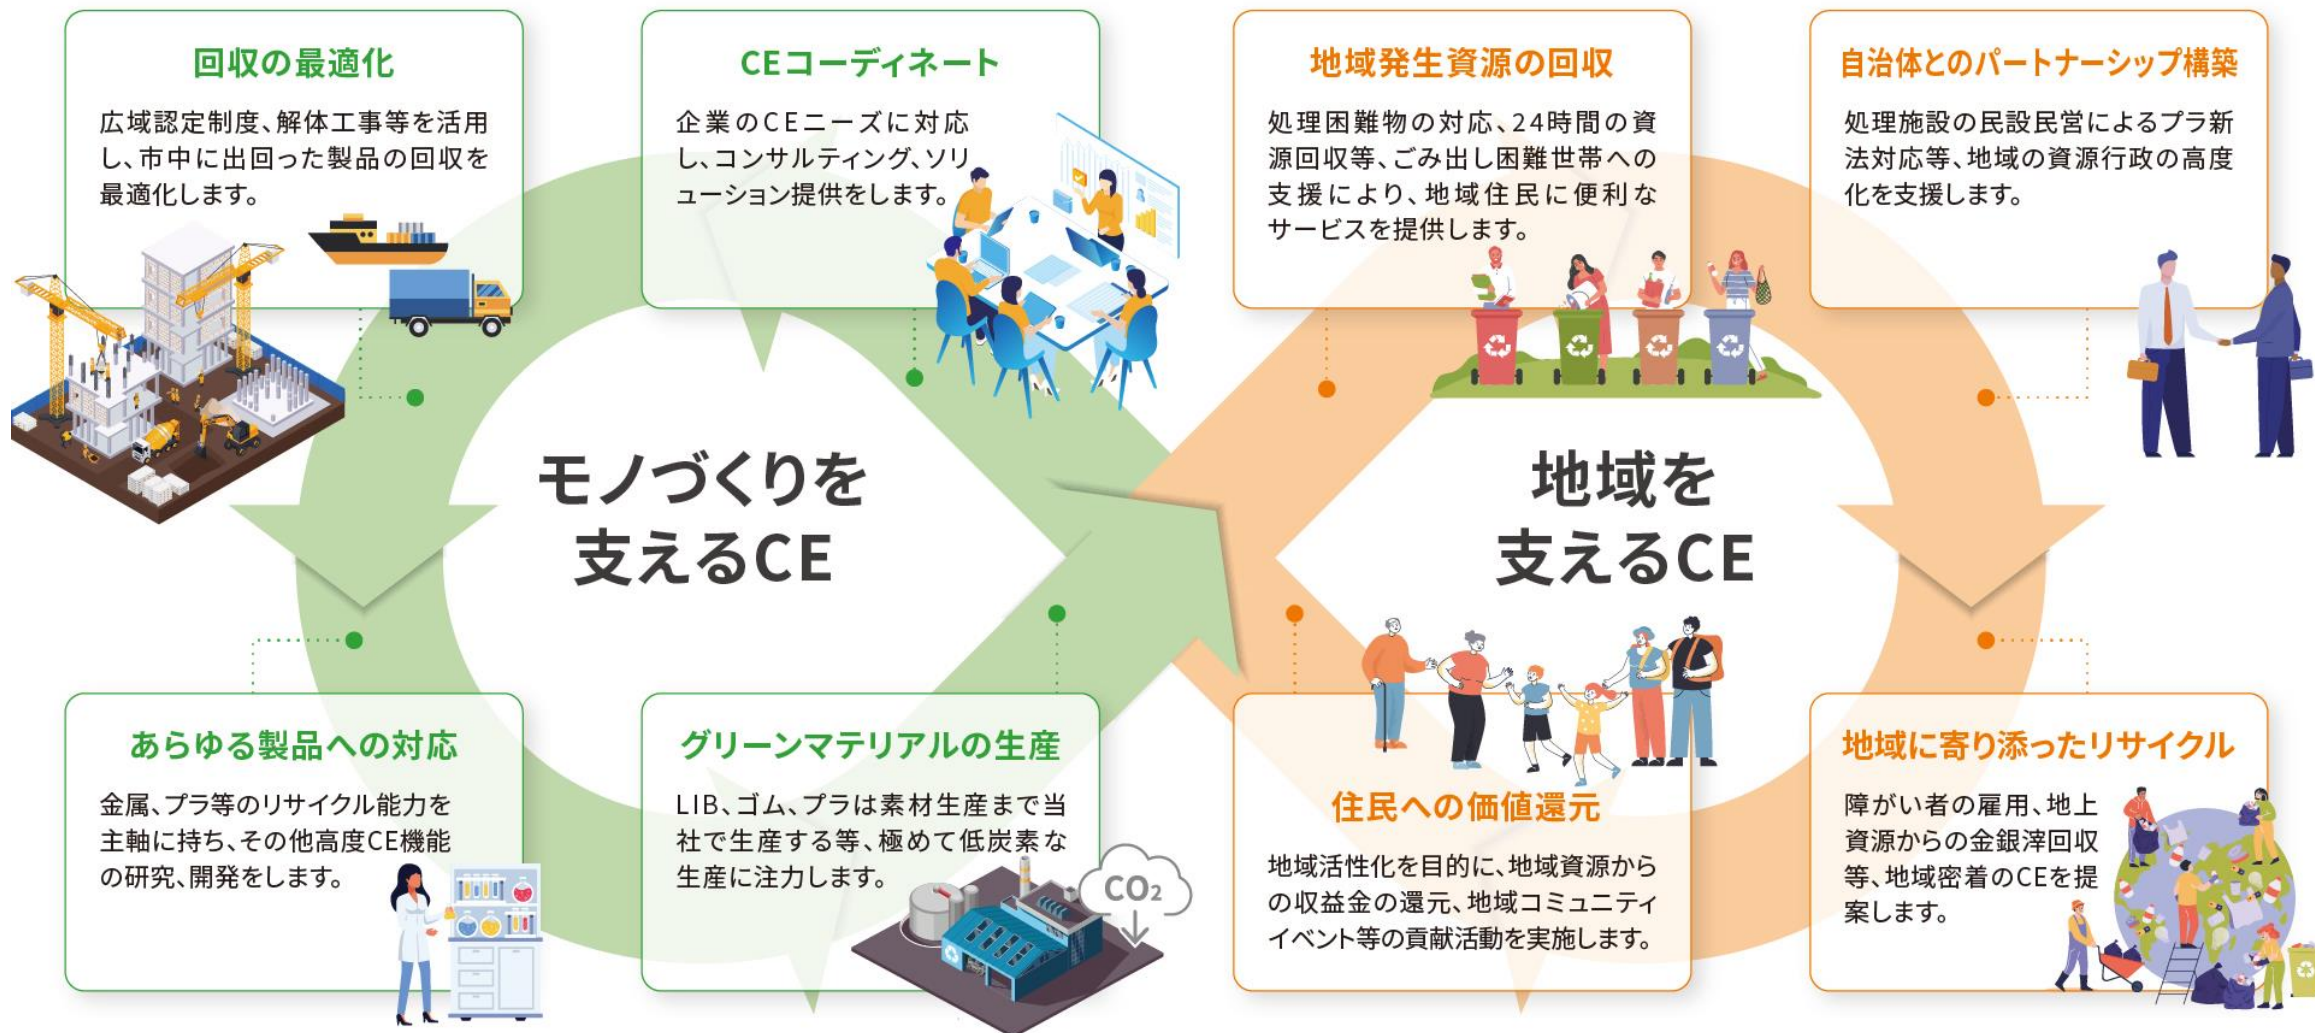 回収の最適化
広域認定制度、解体工事等を活用
し、市中に出回った製品の回収を
最適化します。
CEコーディネート
企業のCEニーズに対応
し、コンサルティング、ソリ
ューション提供をします。
地域発生資源の回収
処理困難物の対応、24時間の資
源回収等、ごみ出し困難世帯への
支援により、地域住民に便利な
サービスを提供します。
自治体とのパートナーシップ構築
処理施設の民設民営によるプラ新
法対応等、地域の資源行政の高度
化を支援します。
モノづくりを
支えるCE
地域を
支えるCE
あらゆる製品への対応
金属、プラ等のリサイクル能力を
主軸に持ち、その他高度CE機能
の研究、開発をします。
グリーンマテリアルの生産
LIB、ゴム、プラは素材生産まで当
社で生産する等、極めて低炭素な
生産に注力します。
CO₂
住民への価値還元
地域活性化を目的に、地域資源から
の収益金の還元、地域コミュニティ
イベント等の貢献活動を実施します。
地域に寄り添ったリサイクル
障がい者の雇用、地上
資源からの金銀滓回収
等、地域密着のCEを提
案します。